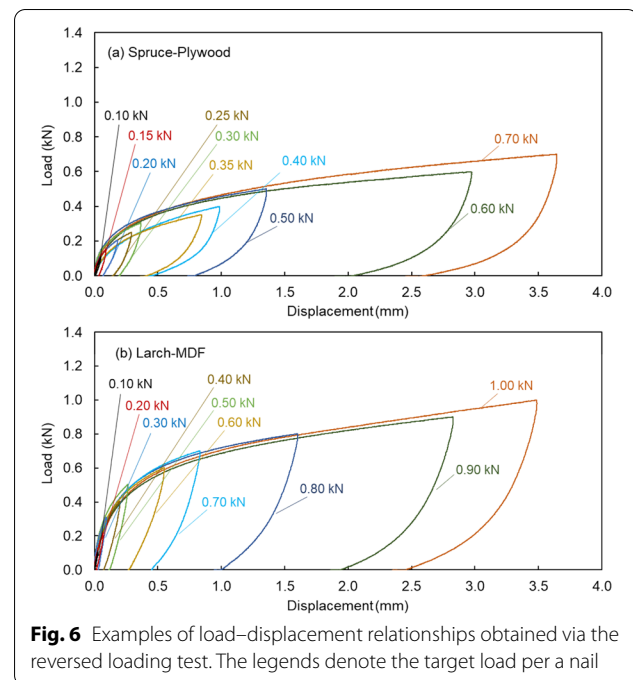 1.4
(a) Spruce-Plywood
1.2
1.0
0.10 kN
0.25 kN
0.15 kN
0.30 kN
0.20 kN
0.35 kN
0.40 kN
0.70 kN
0.8
Load (kN)
0.6
0.50 kN
0.60 kN
0.4
0.2
0.0
0.0 0.5 1.0 1.5 2.0 2.5 3.0 3.5 4.0
Displacement (mm)
1.4
(b) Larch-MDF
1.2
0.10 kN
0.40 kN
0.20 kN
0.50 kN
0.30 kN
0.60 kN
1.00 kN
1.0
0.8
Load (kN)
0.6
0.70 kN
0.80 kN
0.90 kN
0.4
0.2
0.0
0.0 0.5 1.0 1.5 2.0 2.5 3.0 3.5 4.0
Displacement (mm)
Fig. 6 Examples of load–displacement relationships obtained via the
reversed loading test. The legends denote the target load per a nail